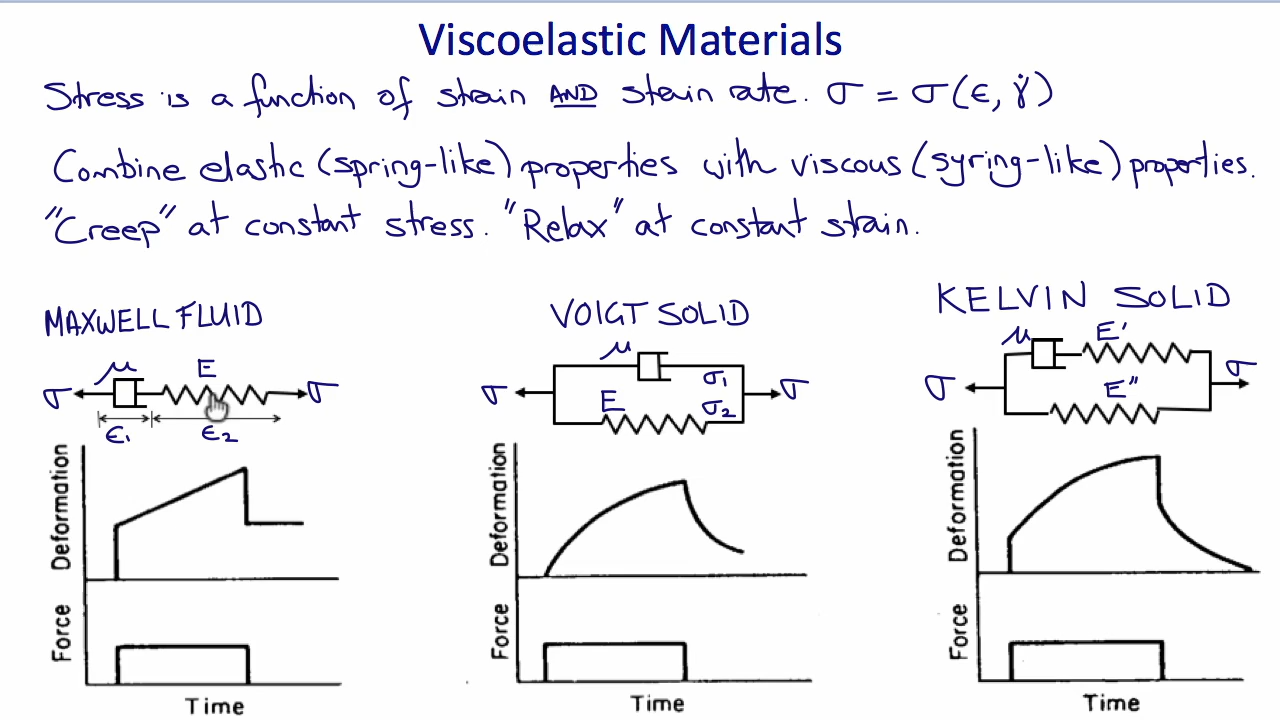 Viscoelastic Materials
Stress is a function of strain AND stain rate. σ = σ(ϵ, γ̇)
Combine elastic (spring-like) properties with viscous (syring-like) properties.
"Creep" at constant stress. "Relax" at constant strain.
MAXWELL FLUID
μ E
σ σ
ϵ₁ ϵ₂
Deformation
Force
Time
VOIGT SOLID
μ
σ₁
σ σ
E σ₂
Deformation
Force
Time
KELVIN SOLID
μ E'
σ σ
E"
Deformation
Force
Time